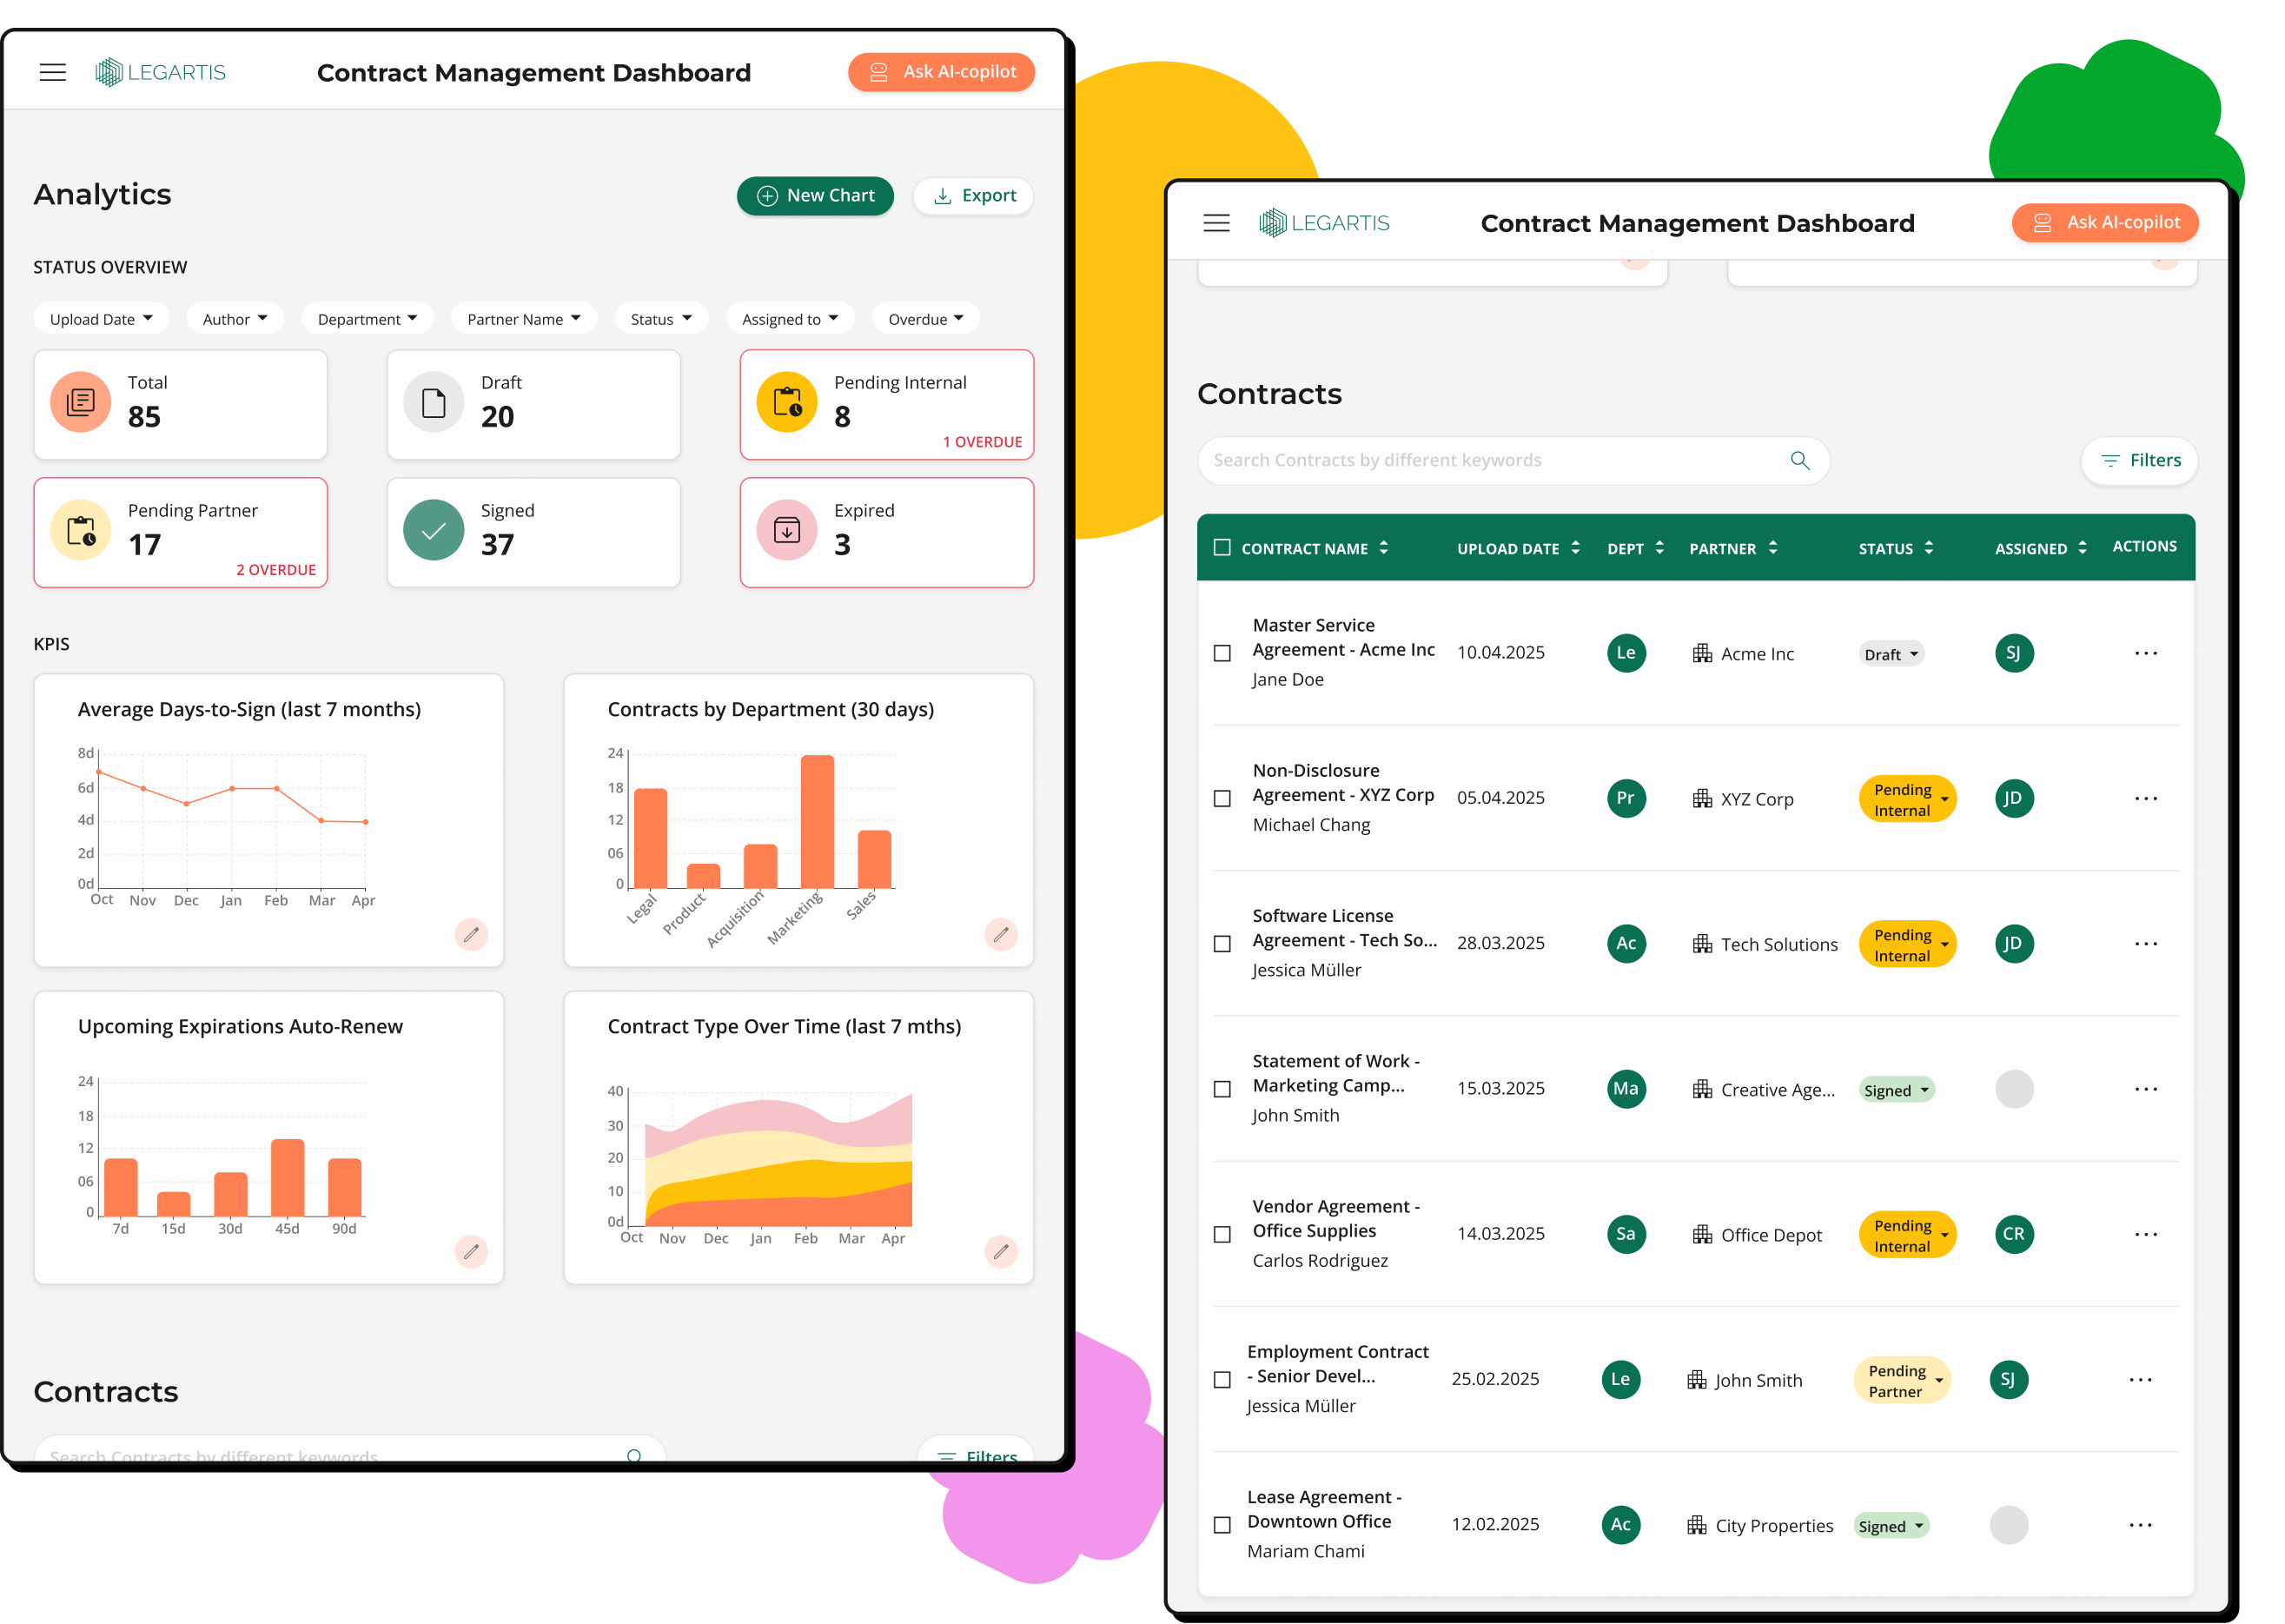 LEGARTIS
Contract Management Dashboard
Ask AI-copilot
Analytics
New Chart
Export
STATUS OVERVIEW
Upload Date
Author
Department
Partner Name
Status
Assigned to
Overdue
Total
85
Draft
20
Pending Internal
8
1 OVERDUE
Pending Partner
17
2 OVERDUE
Signed
37
Expired
3
KPIS
Average Days-to-Sign (last 7 months)
8d
6d
4d
2d
0d
Oct Nov Dec Jan Feb Mar Apr
Contracts by Department (30 days)
24
18
12
06
0
Legal Product Acquisition Marketing Sales
Upcoming Expirations Auto-Renew
24
18
12
06
0
7d 15d 30d 45d 90d
Contract Type Over Time (last 7 mths)
40
30
20
10
0d
Oct Nov Dec Jan Feb Mar Apr
Contracts
Search Contracts by different keywords
Filters
LEGARTIS
Contract Management Dashboard
Ask AI-copilot
Contracts
Search Contracts by different keywords
Filters
CONTRACT NAME UPLOAD DATE DEPT PARTNER STATUS ASSIGNED ACTIONS
Master Service
Agreement - Acme Inc
Jane Doe
10.04.2025
Le
Acme Inc
Draft
SJ
Non-Disclosure
Agreement - XYZ Corp
Michael Chang
05.04.2025
Pr
XYZ Corp
Pending
Internal
JD
Software License
Agreement - Tech So...
Jessica Müller
28.03.2025
Ac
Tech Solutions
Pending
Internal
JD
Statement of Work -
Marketing Camp...
John Smith
15.03.2025
Ma
Creative Age...
Signed
Vendor Agreement -
Office Supplies
Carlos Rodriguez
14.03.2025
Sa
Office Depot
Pending
Internal
CR
Employment Contract
- Senior Devel...
Jessica Müller
25.02.2025
Le
John Smith
Pending
Partner
SJ
Lease Agreement -
Downtown Office
Mariam Chami
12.02.2025
Ac
City Properties
Signed